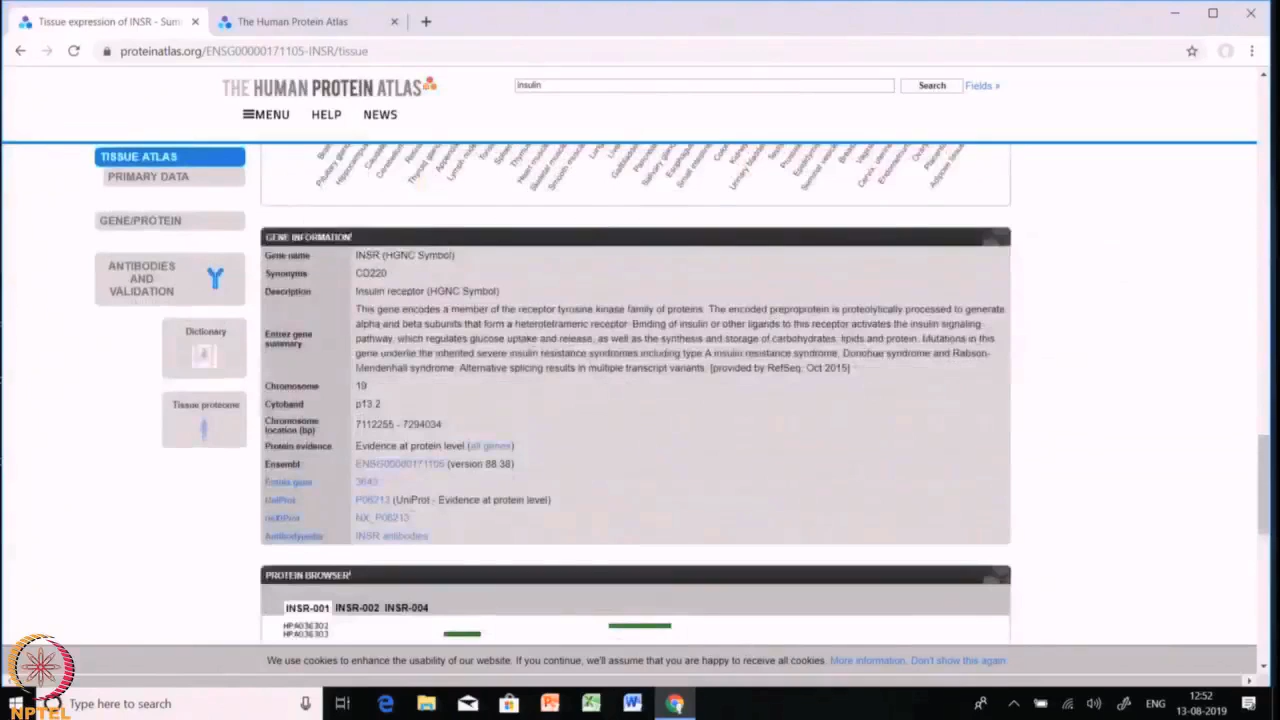 Tissue expression of INSR - Sum
The Human Protein Atlas
proteinatlas.org/ENSG00000171105-INSR/tissue
THE HUMAN PROTEIN ATLAS
insulin
Search
Fields »
MENU HELP NEWS
TISSUE ATLAS
PRIMARY DATA
GENE/PROTEIN
ANTIBODIES
AND
VALIDATION
Dictionary
Tissue proteome
GENE INFORMATION
Gene name INSR (HGNC Symbol)
Synonyms CD220
Description Insulin receptor (HGNC Symbol)
Entrez gene
summary
This gene encodes a member of the receptor tyrosine kinase family of proteins. The encoded preproprotein is proteolytically processed to generate
alpha and beta subunits that form a heterotetrameric receptor. Binding of insulin or other ligands to this receptor activates the insulin signaling
pathway, which regulates glucose uptake and release, as well as the synthesis and storage of carbohydrates, lipids and protein. Mutations in this
gene underlie the inherited severe insulin resistance syndromes including type A insulin resistance syndrome, Donohue syndrome and Rabson-
Mendenhall syndrome. Alternative splicing results in multiple transcript variants. [provided by RefSeq, Oct 2015]
Chromosome 19
Cytoband p13.2
Chromosome
location (bp)
7112255 - 7294034
Protein evidence Evidence at protein level (all genes)
Ensembl ENSG00000171105 (version 88.38)
Entrez gene 3643
UniProt P06213 (UniProt - Evidence at protein level)
neXtProt NX_P06213
Antibodypedia INSR antibodies
PROTEIN BROWSER
INSR-001 INSR-002 INSR-004
HPA036302
HPA036303
We use cookies to enhance the usability of our website. If you continue, we'll assume that you are happy to receive all cookies. More information. Don't show this again.
Type here to search
ENG
12:52
13-08-2019
NPTEL